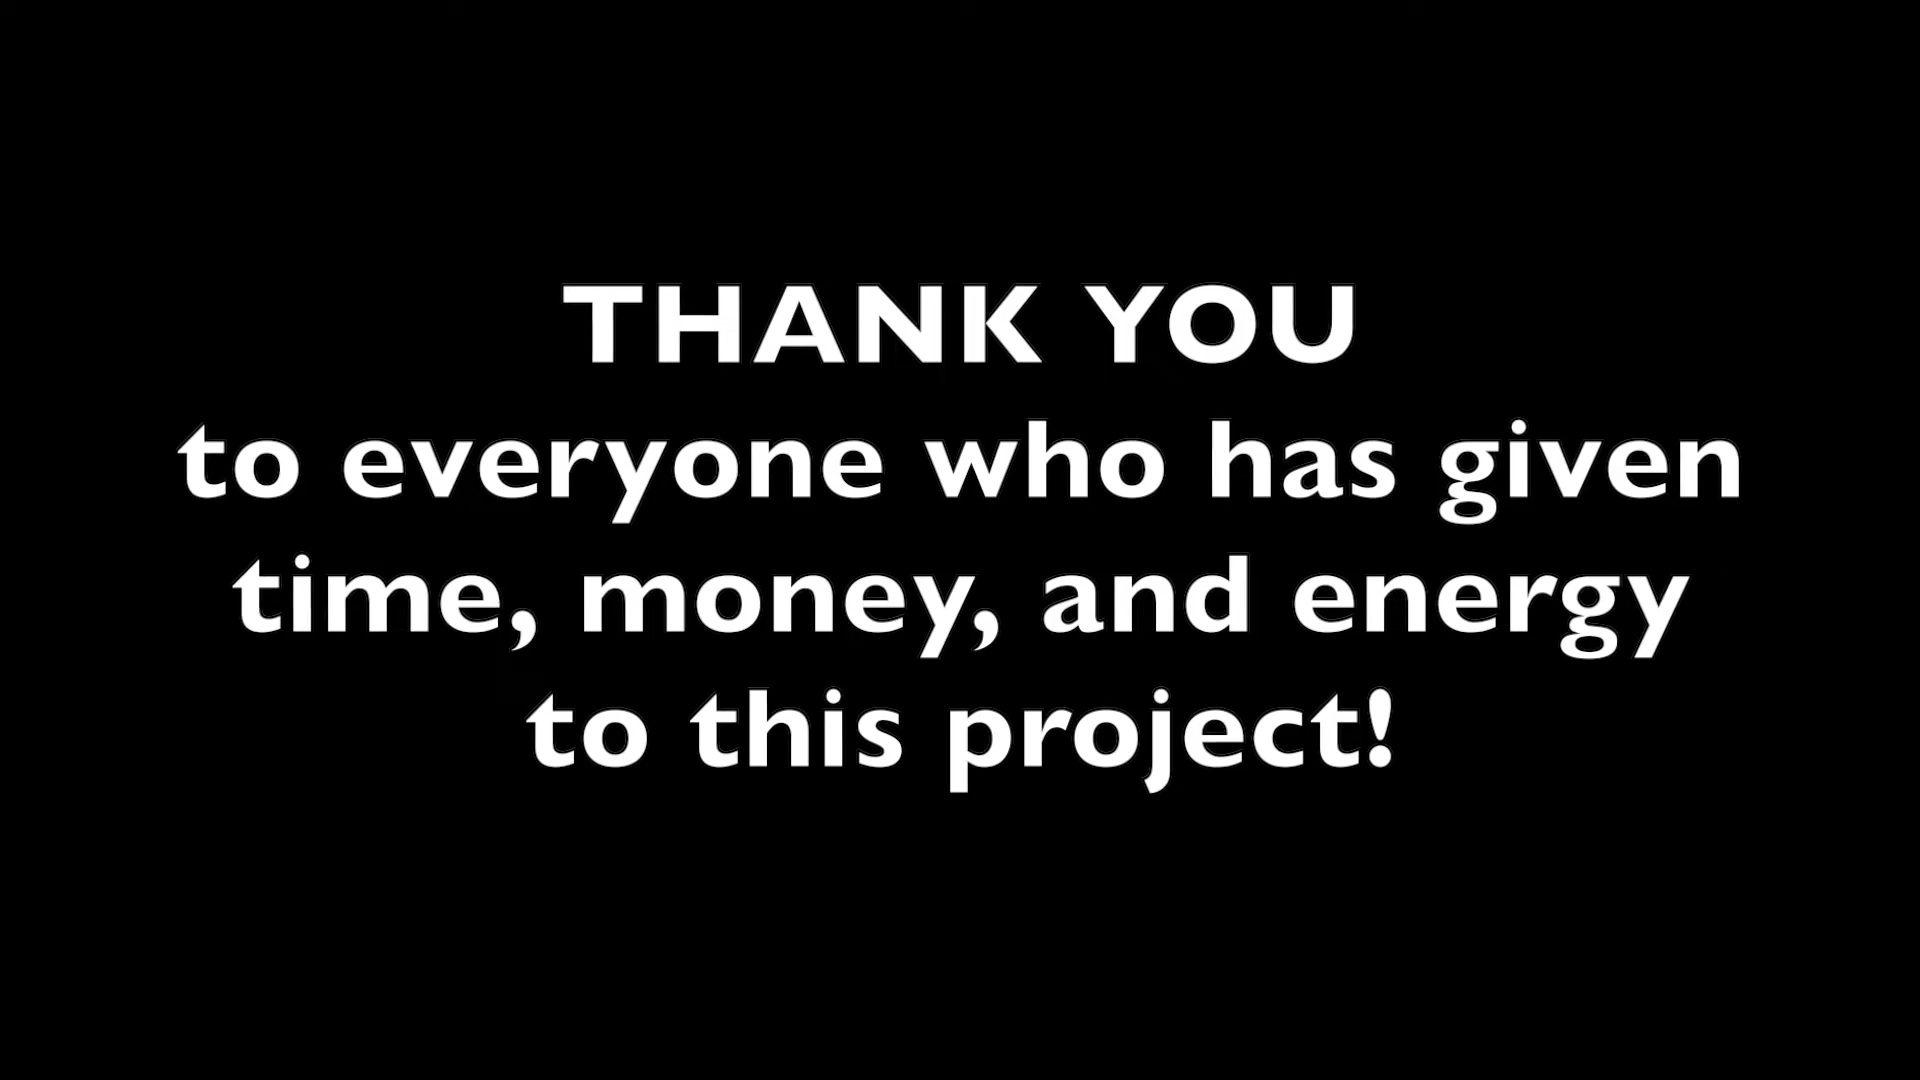 THANK YOU
to everyone who has given
time, money, and energy
to this project!